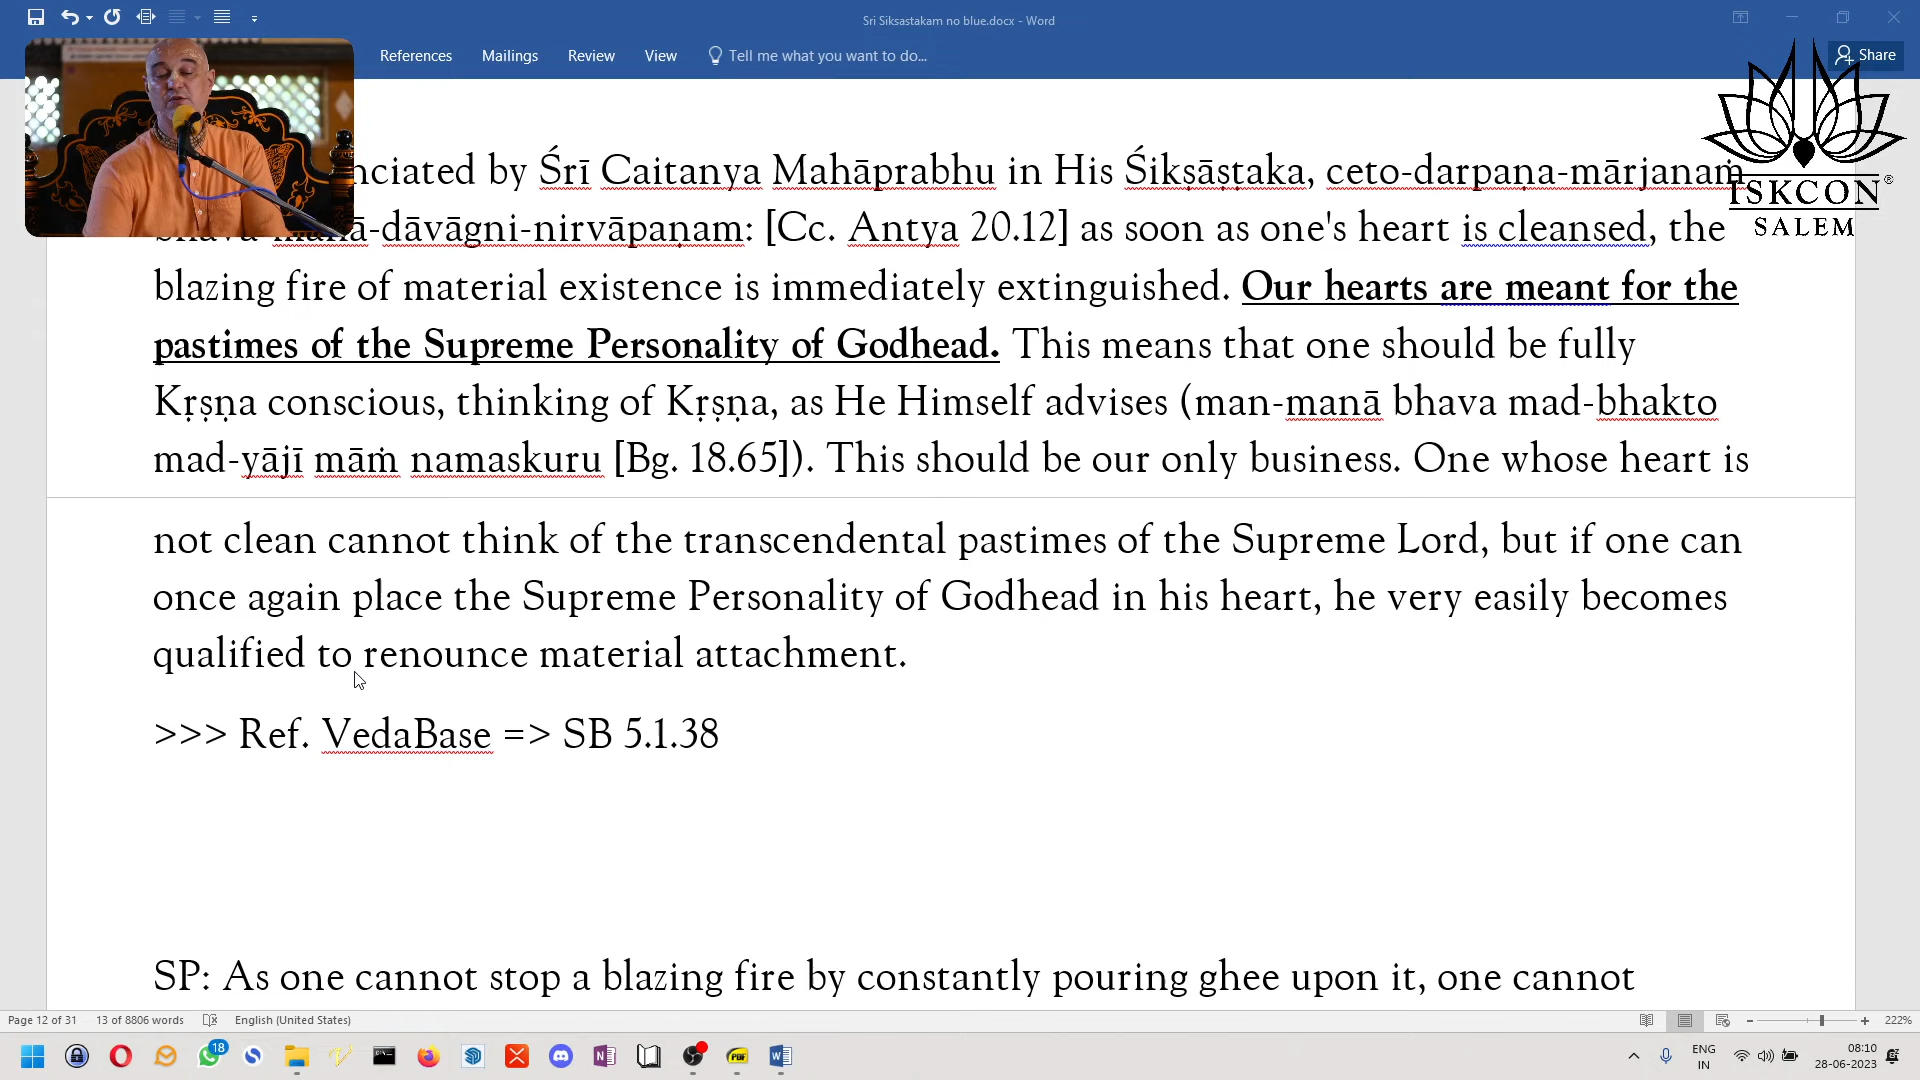 Sri Siksastakam no blue.docx - Word
References Mailings Review View Tell me what you want to do... Share
nciated by Śrī Caitanya Mahāprabhu in His Śikṣāṣṭaka, ceto-darpaṇa-mārjanaṁ
-dāvāgni-nirvāpaṇam: [Cc. Antya 20.12] as soon as one's heart is cleansed, the
blazing fire of material existence is immediately extinguished. Our hearts are meant for the
pastimes of the Supreme Personality of Godhead. This means that one should be fully
Kṛṣṇa conscious, thinking of Kṛṣṇa, as He Himself advises (man-manā bhava mad-bhakto
mad-yājī māṁ namaskuru [Bg. 18.65]). This should be our only business. One whose heart is
not clean cannot think of the transcendental pastimes of the Supreme Lord, but if one can
once again place the Supreme Personality of Godhead in his heart, he very easily becomes
qualified to renounce material attachment.
>>> Ref. VedaBase => SB 5.1.38
SP: As one cannot stop a blazing fire by constantly pouring ghee upon it, one cannot
ISKCON ®
SALEM
Page 12 of 31 13 of 8806 words English (United States) 222%
18 PDF ENG 08:10
IN 28-06-2023